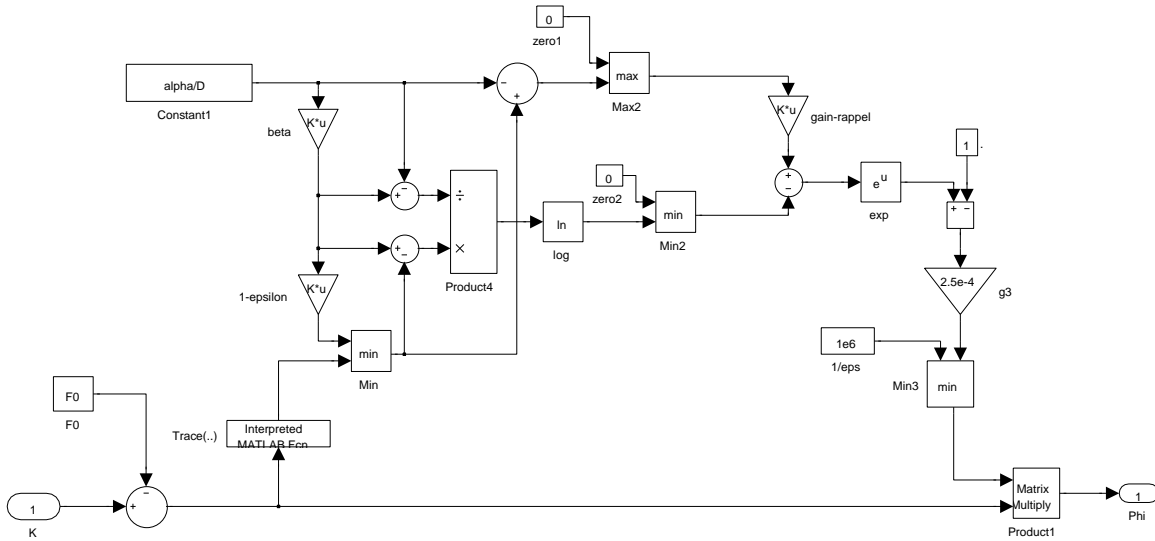 0
zero1
alpha/D
Constant1
max
Max2
beta
K*u
K*u
gain-rappel
1
.
÷
×
Product4
0
zero2
ln
log
min
Min2
e u
exp
+ −
2.5e-4
g3
1-epsilon
K*u
min
Min
1e6
1/eps
Min3
min
F0
F0
Trace(..)
Interpreted
MATLAB Fcn
1
K
Matrix
Multiply
Product1
1
Phi